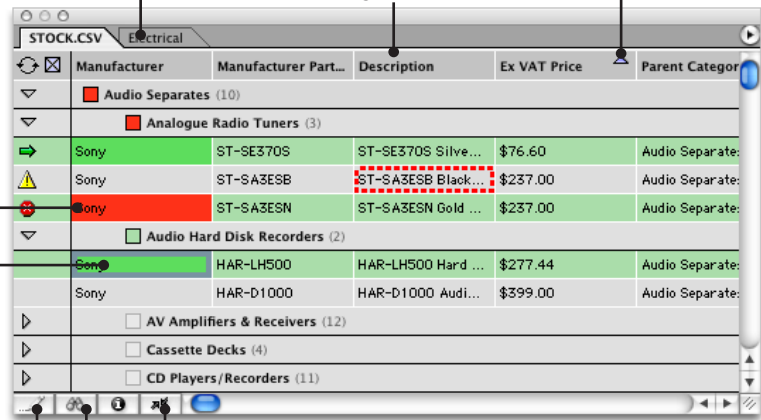 STOCK.CSV Electrical
Manufacturer Manufacturer Part... Description Ex VAT Price Parent Categor
Audio Separates (10)
Analogue Radio Tuners (3)
Sony ST-SE370S ST-SE370S Silve... $76.60 Audio Separate:
Sony ST-SA3ESB ST-SA3ESB Black... $237.00 Audio Separate:
Sony ST-SA3ESN ST-SA3ESN Gold ... $237.00 Audio Separate:
Audio Hard Disk Recorders (2)
Sony HAR-LH500 HAR-LH500 Hard ... $277.44 Audio Separate:
Sony HAR-D1000 HAR-D1000 Audi... $399.00 Audio Separate:
AV Amplifiers & Receivers (12)
Cassette Decks (4)
CD Players/Recorders (11)